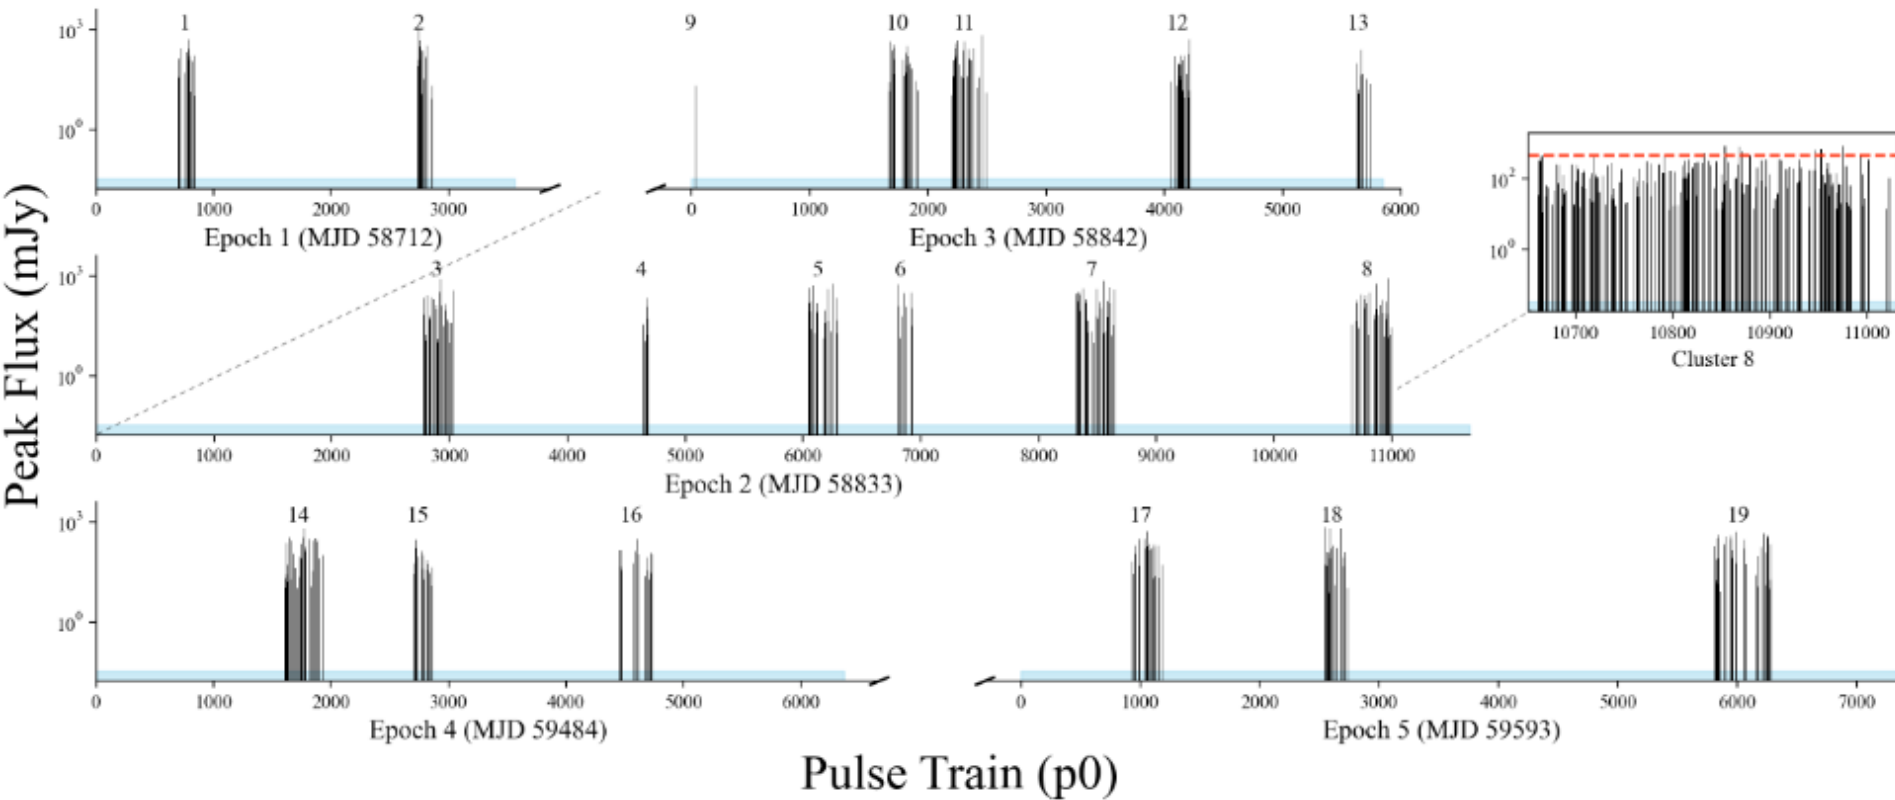 Peak Flux (mJy)
10³
10⁰
1
2
0 1000 2000 3000
Epoch 1 (MJD 58712)
9 10 11 12 13
0 1000 2000 3000 4000 5000 6000
Epoch 3 (MJD 58842)
10²
10⁰
10700 10800 10900 11000
Cluster 8
10³
10⁰
3 4 5 6 7 8
0 1000 2000 3000 4000 5000 6000 7000 8000 9000 10000 11000
Epoch 2 (MJD 58833)
10³
10⁰
14 15 16
0 1000 2000 3000 4000 5000 6000
Epoch 4 (MJD 59484)
17 18 19
0 1000 2000 3000 4000 5000 6000 7000
Epoch 5 (MJD 59593)
Pulse Train (p0)